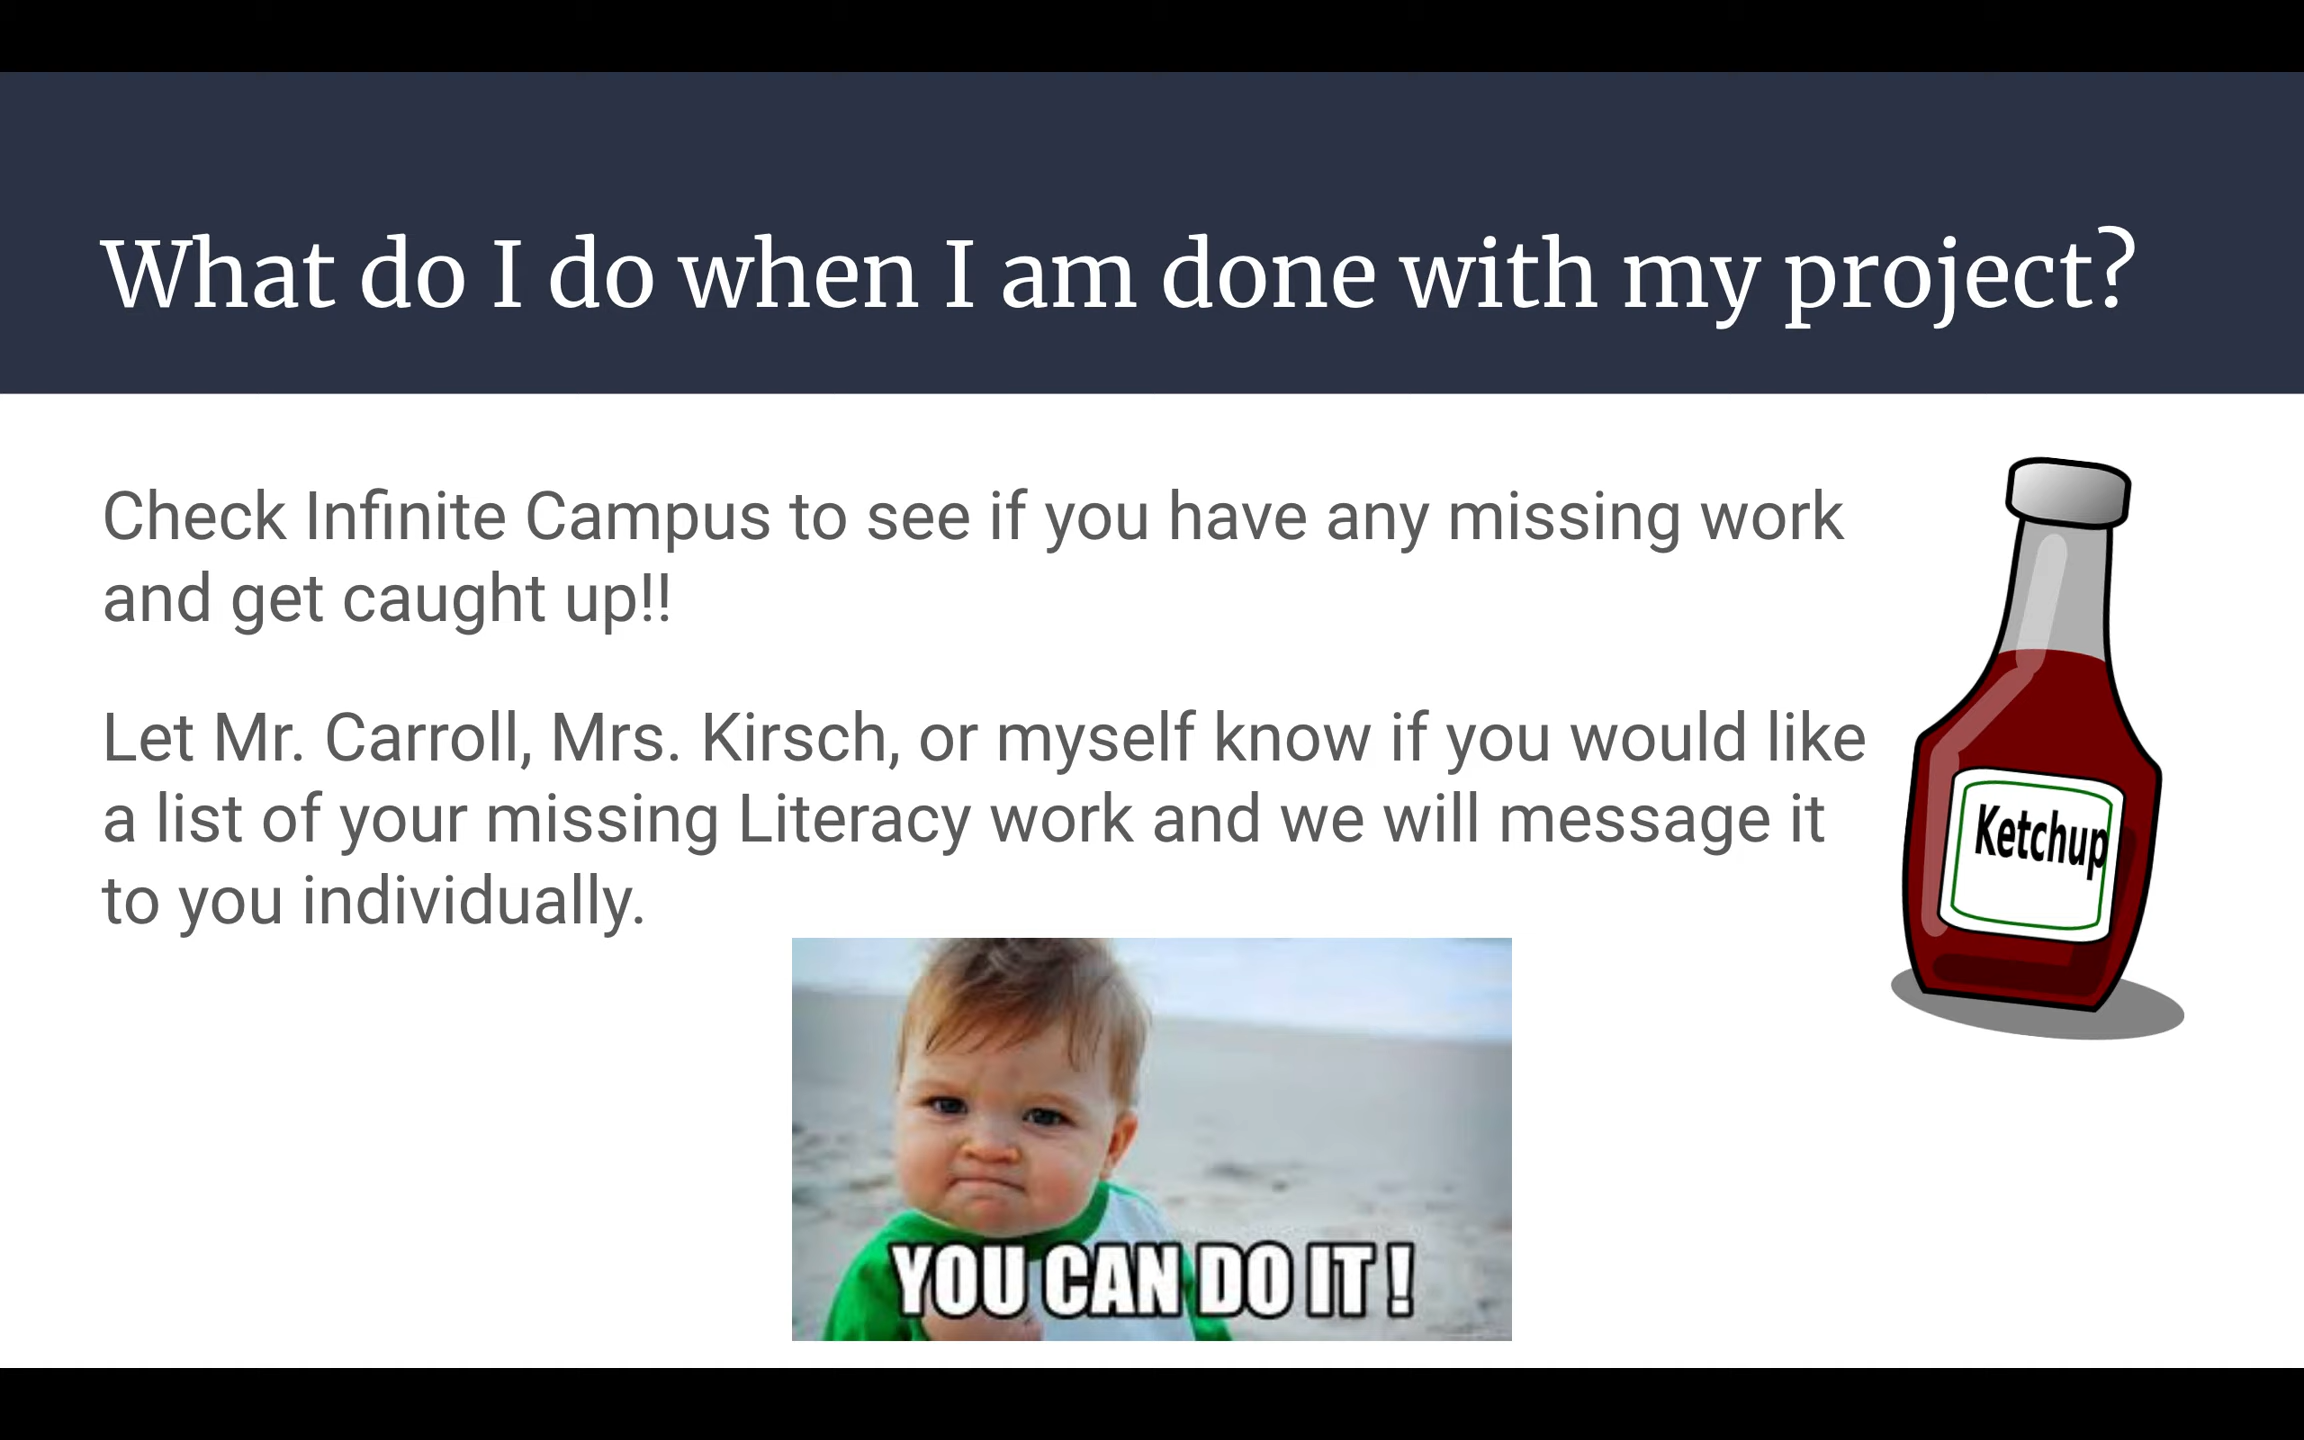 What do I do when I am done with my project?
Check Infinite Campus to see if you have any missing work
and get caught up!!
Let Mr. Carroll, Mrs. Kirsch, or myself know if you would like
a list of your missing Literacy work and we will message it
to you individually.
Ketchup
YOU CAN DO IT!